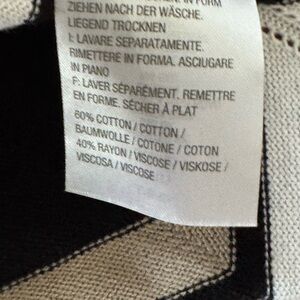 ZIEHEN NACH DER WÄSCHE.
LIEGEND TROCKNEN
I: LAVARE SEPARATAMENTE.
RIMETTERE IN FORMA. ASCIUGARE
IN PIANO
F: LAVER SÉPARÉMENT. REMETTRE
EN FORME. SÉCHER À PLAT
60% COTTON / COTTON /
BAUMWOLLE / COTONE / COTON
40% RAYON / VISCOSE / VISKOSE /
VISCOSA / VISCOSE